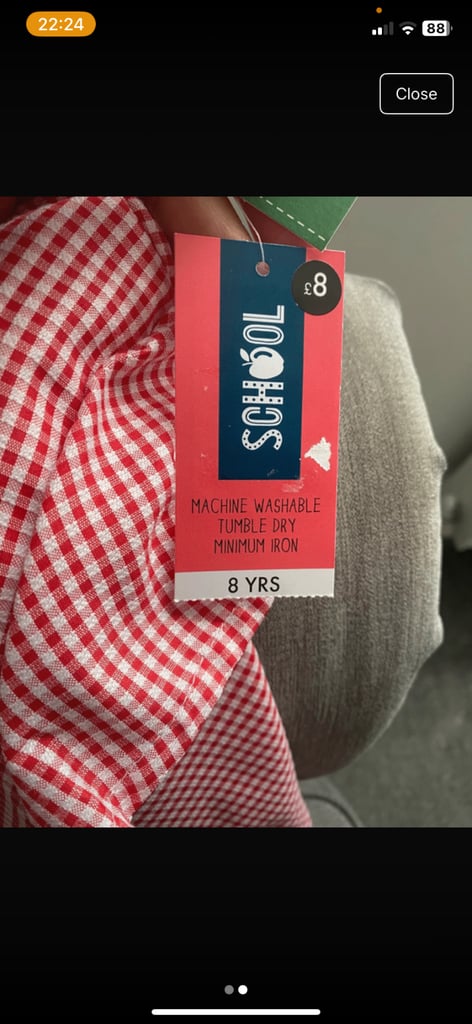 22:24
88
Close
£8
SCHOOL
MACHINE WASHABLE
TUMBLE DRY
MINIMUM IRON
8 YRS